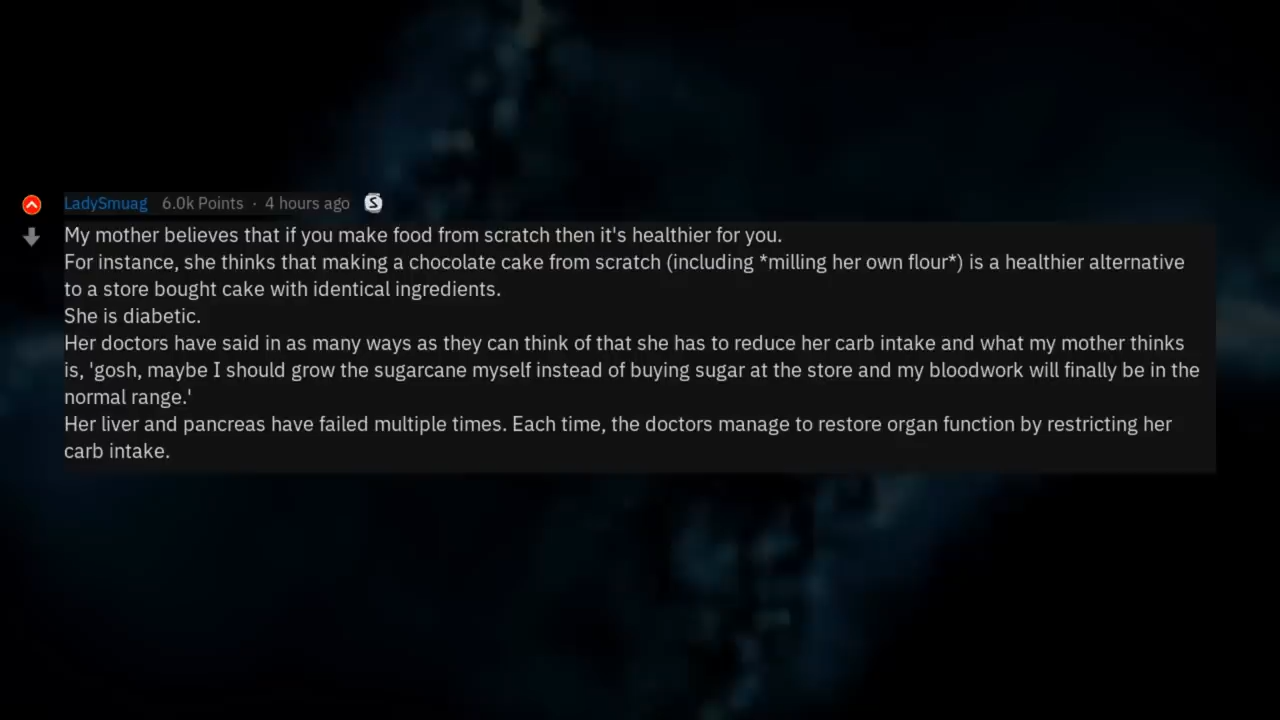 LadySmuag 6.0k Points · 4 hours ago S
My mother believes that if you make food from scratch then it's healthier for you.
For instance, she thinks that making a chocolate cake from scratch (including *milling her own flour*) is a healthier alternative
to a store bought cake with identical ingredients.
She is diabetic.
Her doctors have said in as many ways as they can think of that she has to reduce her carb intake and what my mother thinks
is, 'gosh, maybe I should grow the sugarcane myself instead of buying sugar at the store and my bloodwork will finally be in the
normal range.'
Her liver and pancreas have failed multiple times. Each time, the doctors manage to restore organ function by restricting her
carb intake.